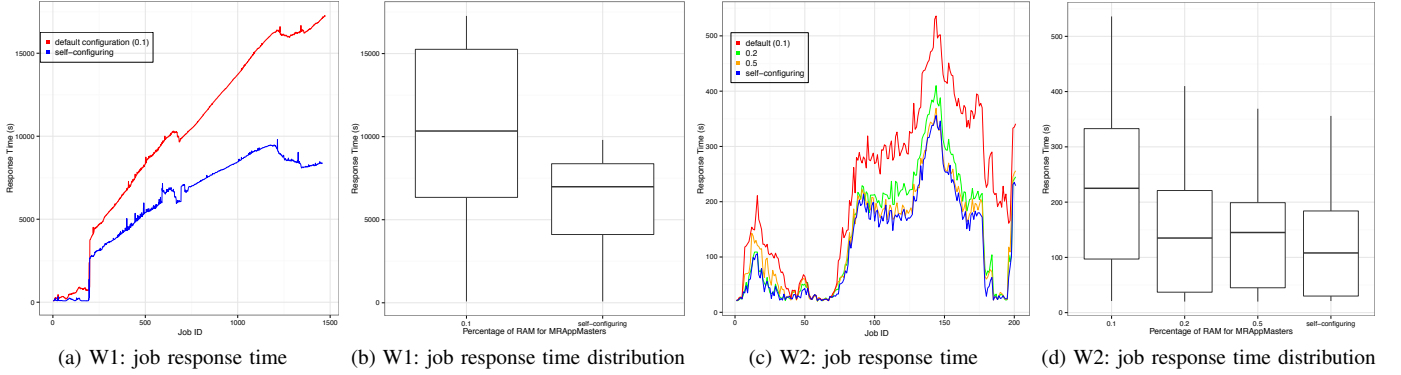 Response Time (s)
15000
10000
5000
0
default configuration (0.1)
self−configuring
0
500
1000
1500
Job ID
(a) W1: job response time
Response Time (s)
15000
10000
5000
0
0.1
self−configuring
Percentage of RAM for MRAppMasters
(b) W1: job response time distribution
Response Time (s)
500
400
300
200
100
0
default (0.1)
0.2
0.5
self−configuring
0
50
100
150
200
Job ID
(c) W2: job response time
Response Time (s)
500
400
300
200
100
0
0.1
0.2
0.5
self−configuring
Percentage of RAM for MRAppMasters
(d) W2: job response time distribution